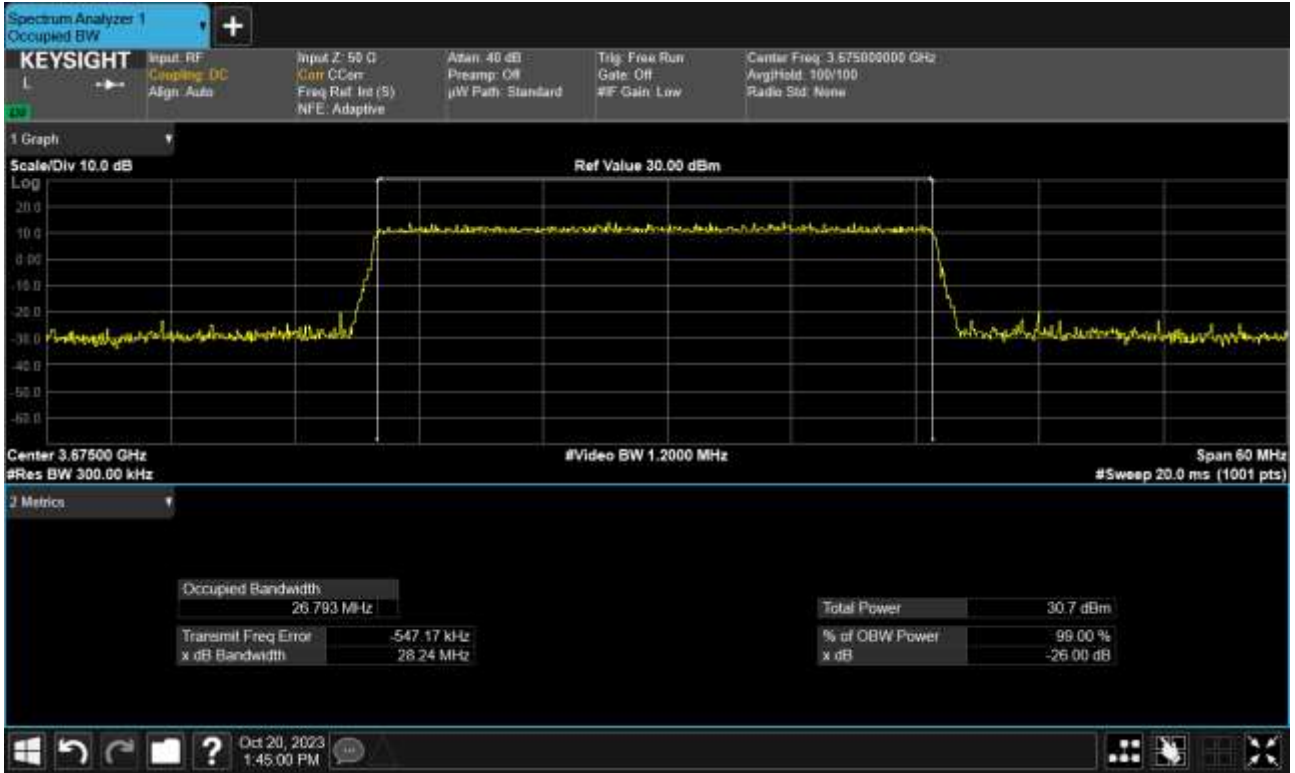 Spectrum Analyzer 1
Occupied BW
KEYSIGHT
L
Input: RF
Coupling: DC
Align: Auto
Input Z: 50 Ω
Corr CCorr
Freq Ref: Int (S)
NFE: Adaptive
Atten: 40 dB
Preamp: Off
µW Path: Standard
Trig: Free Run
Gate: Off
#IF Gain: Low
Center Freq: 3.675000000 GHz
Avg|Hold: 100/100
Radio Std: None
1 Graph
Scale/Div 10.0 dB
Ref Value 30.00 dBm
Log
20.0
10.0
0.00
-10.0
-20.0
-30.0
-40.0
-50.0
-60.0
Center 3.67500 GHz
#Video BW 1.2000 MHz
Span 60 MHz
#Res BW 300.00 kHz
#Sweep 20.0 ms (1001 pts)
2 Metrics
Occupied Bandwidth
26.793 MHz
Total Power 30.7 dBm
Transmit Freq Error -547.17 kHz
% of OBW Power 99.00 %
x dB Bandwidth 28.24 MHz
x dB -26.00 dB
Oct 20, 2023
1:45:00 PM